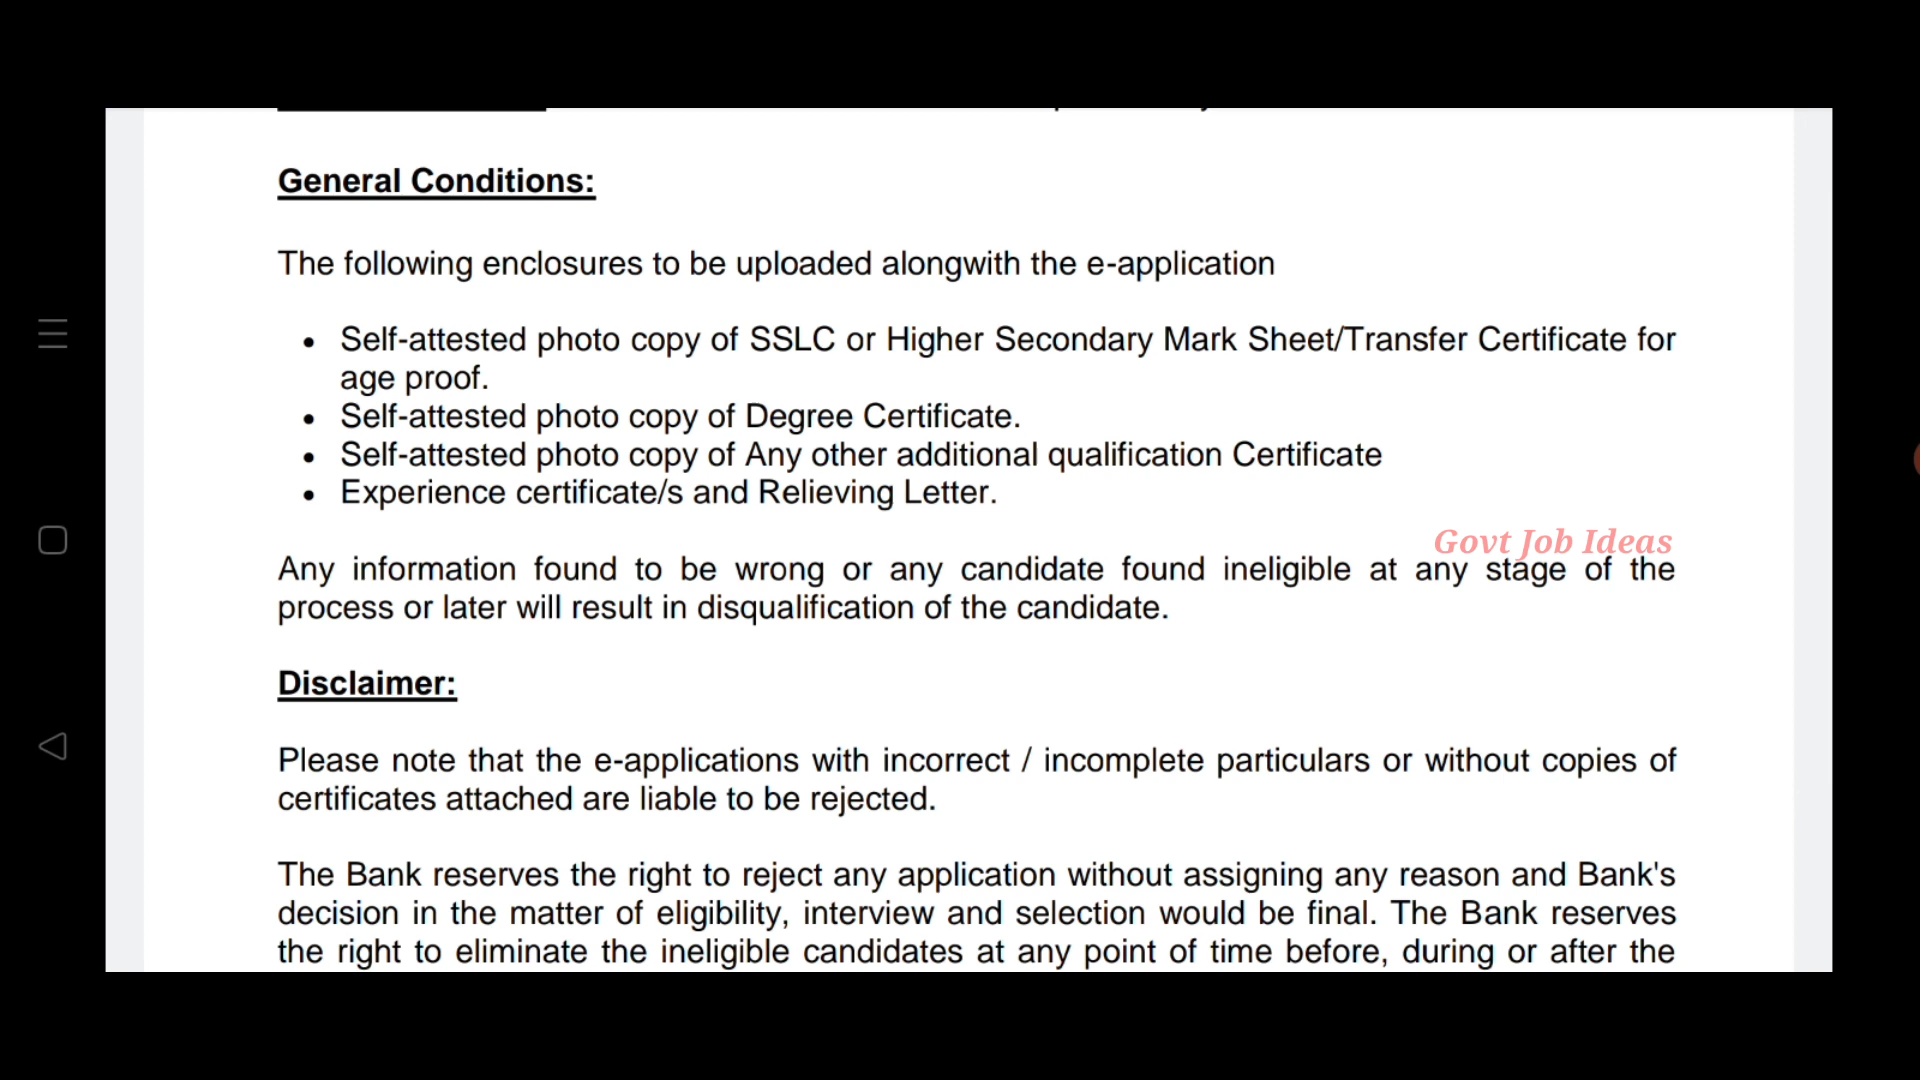 General Conditions:
The following enclosures to be uploaded alongwith the e-application
• Self-attested photo copy of SSLC or Higher Secondary Mark Sheet/Transfer Certificate for
age proof.
• Self-attested photo copy of Degree Certificate.
• Self-attested photo copy of Any other additional qualification Certificate
• Experience certificate/s and Relieving Letter.
Govt Job Ideas
Any information found to be wrong or any candidate found ineligible at any stage of the
process or later will result in disqualification of the candidate.
Disclaimer:
Please note that the e-applications with incorrect / incomplete particulars or without copies of
certificates attached are liable to be rejected.
The Bank reserves the right to reject any application without assigning any reason and Bank's
decision in the matter of eligibility, interview and selection would be final. The Bank reserves
the right to eliminate the ineligible candidates at any point of time before, during or after the